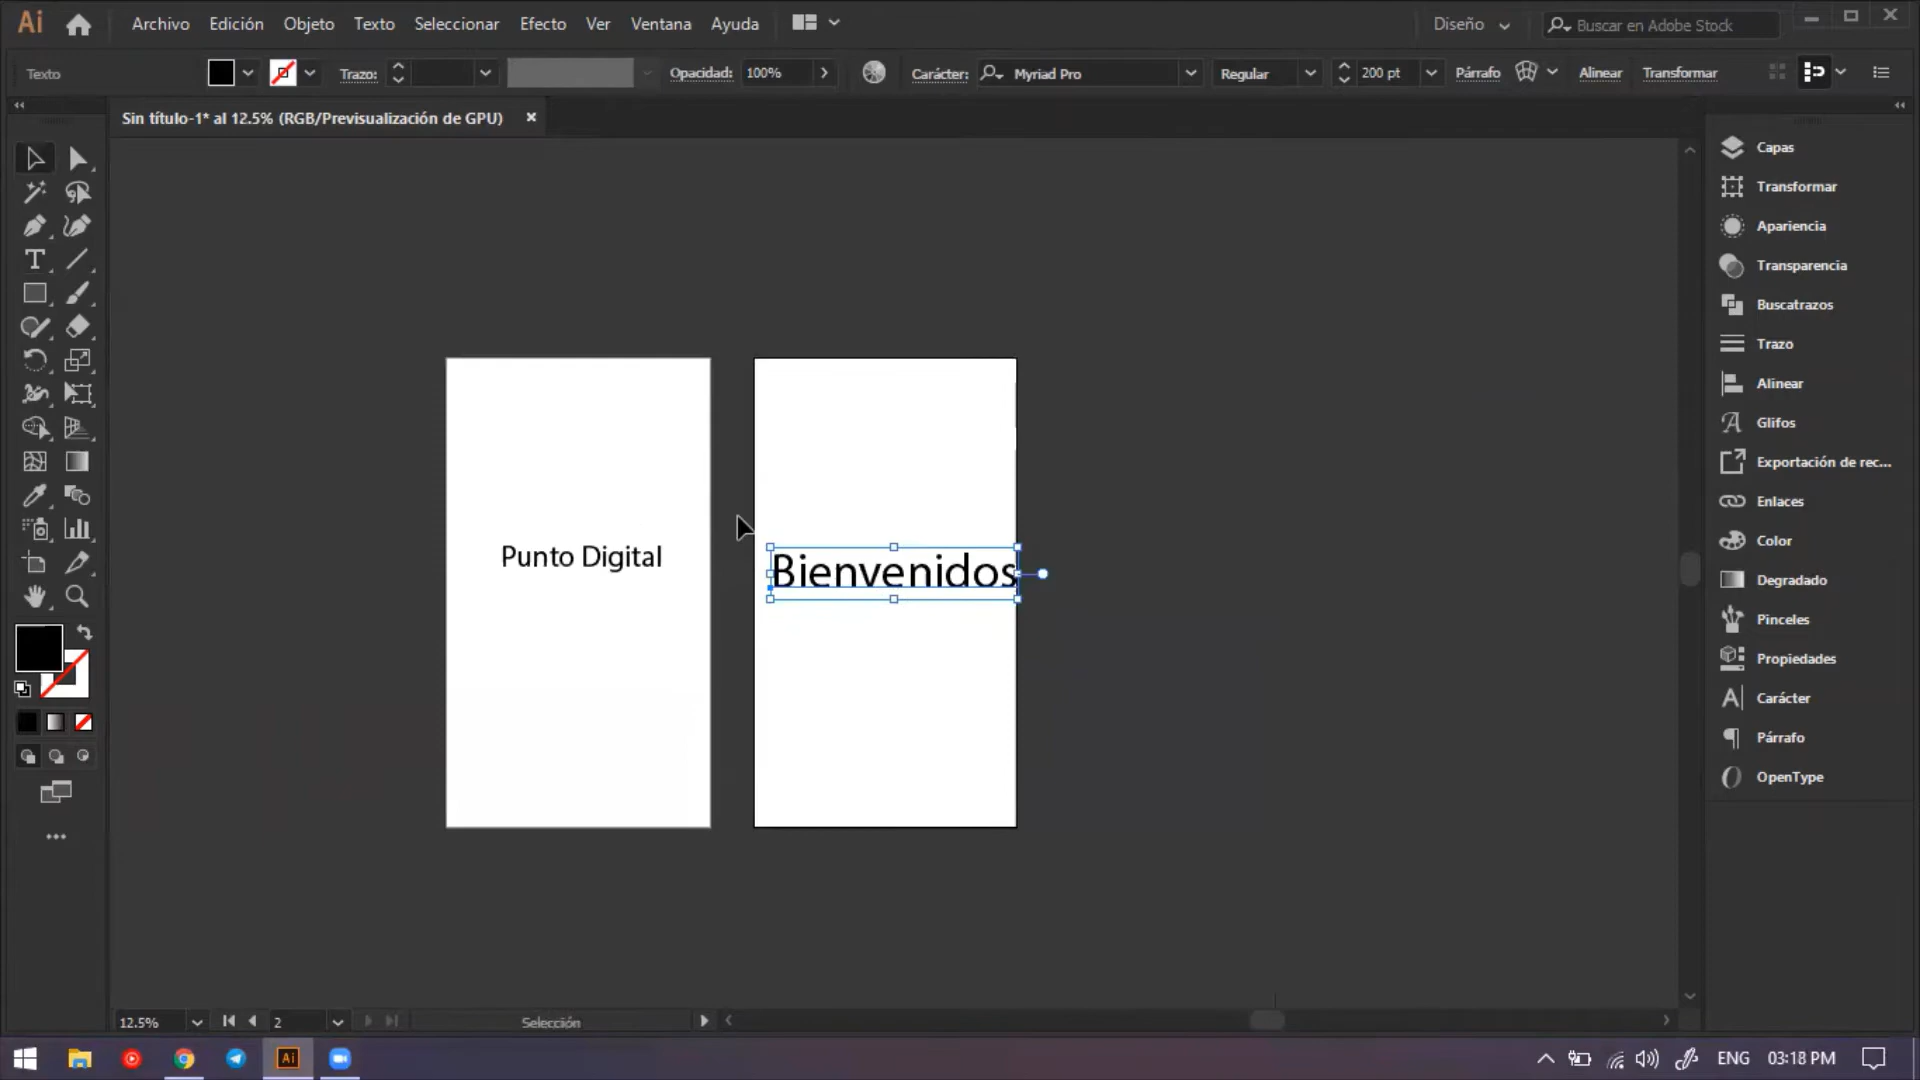 Ai Archivo Edición Objeto Texto Seleccionar Efecto Ver Ventana Ayuda Diseño Buscar en Adobe Stock
Texto Trazo: Opacidad: 100% Carácter: Myriad Pro Regular 200 pt Párrafo Alinear Transformar
Sin título-1* al 12.5% (RGB/Previsualización de GPU)
Capas
Transformar
Apariencia
Transparencia
Buscatrazos
Trazo
Alinear
Glifos
Exportación de rec...
Enlaces
Color
Degradado
Pinceles
Propiedades
Carácter
Párrafo
OpenType
Punto Digital
Bienvenidos
12.5% 2 Selección
Ai ENG 03:18 PM